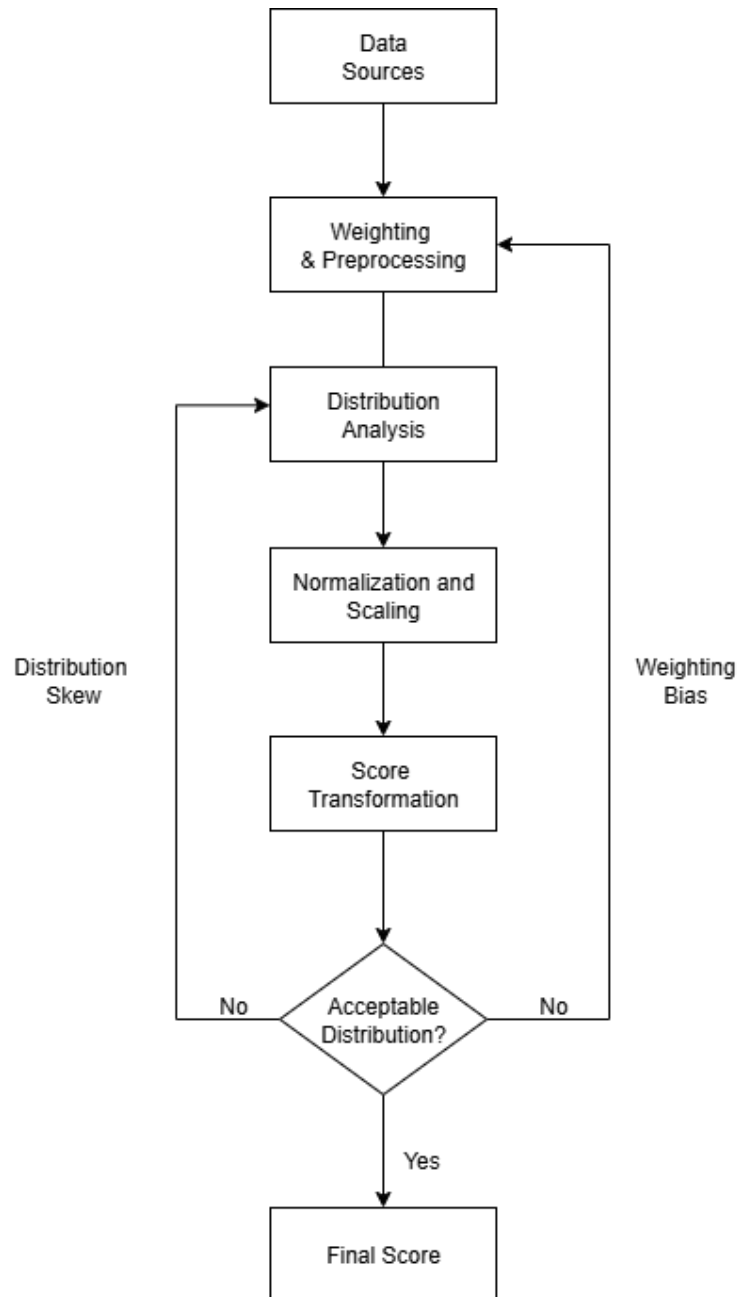 Data
Sources
Weighting
& Preprocessing
Distribution
Analysis
Normalization and
Scaling
Distribution
Skew
Weighting
Bias
Score
Transformation
No
Acceptable
Distribution?
No
Yes
Final Score